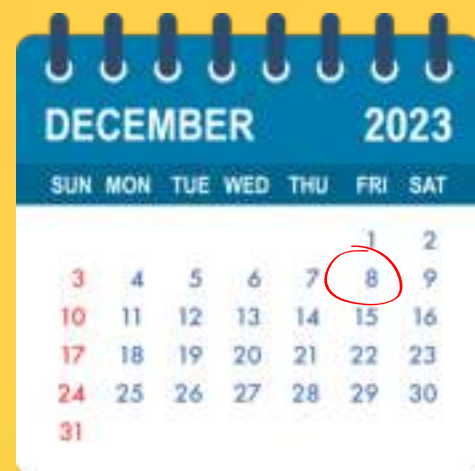 DECEMBER 2023
SUN MON TUE WED THU FRI SAT
1 2
3 4 5 6 7 8 9
10 11 12 13 14 15 16
17 18 19 20 21 22 23
24 25 26 27 28 29 30
31